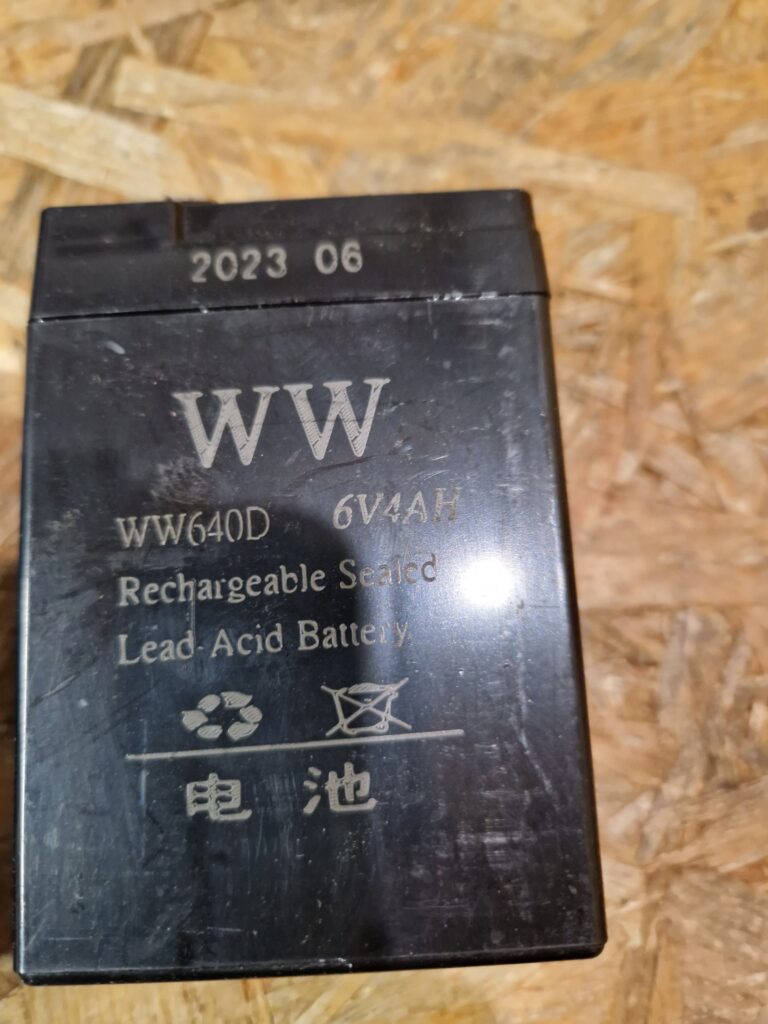 2023 06
WW
WW640D 6V4AH
Rechargeable Sealed
Lead-Acid Battery
电池